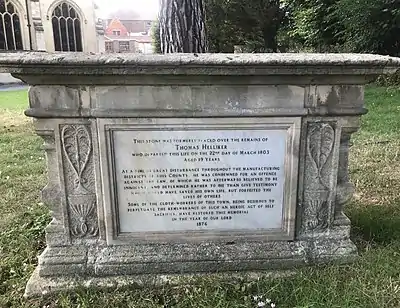 THIS STONE WAS FORMERLY PLACED OVER THE REMAINS OF
THOMAS HELLIKER
WHO DEPARTED THIS LIFE ON THE 22ND DAY OF MARCH 1803
AGED 19 YEARS
AT A TIME OF GREAT DISTURBANCE THROUGHOUT THE MANUFACTURING
DISTRICTS OF THIS COUNTY, HE WAS CONDEMNED FOR AN OFFENCE
AGAINST THE LAW, OF WHICH HE WAS AFTERWARDS BELIEVED TO BE
INNOCENT, AND DETERMINED RATHER TO DIE THAN GIVE TESTIMONY
WHICH WOULD HAVE SAVED HIS OWN LIFE, BUT FORFEITED THE
LIVES OF OTHERS
SOME OF THE CLOTH-WORKERS OF THIS TOWN, BEING DESIROUS TO
PERPETUATE THE REMEMBRANCE OF SUCH AN HEROIC ACT OF SELF
SACRIFICE, HAVE RESTORED THIS MEMORIAL
IN THE YEAR OF OUR LORD
1876